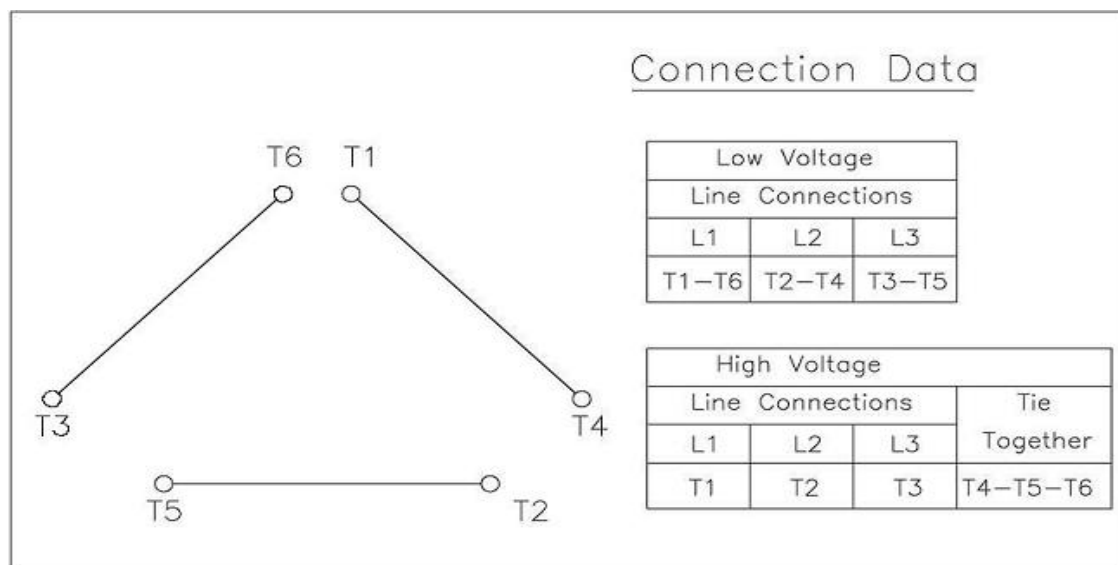 Connection Data
T6 T1
T3
T4
T5
T2
Low Voltage
Line Connections
L1 L2 L3
T1-T6 T2-T4 T3-T5
High Voltage
Line Connections Tie Together
L1 L2 L3
T1 T2 T3 T4-T5-T6